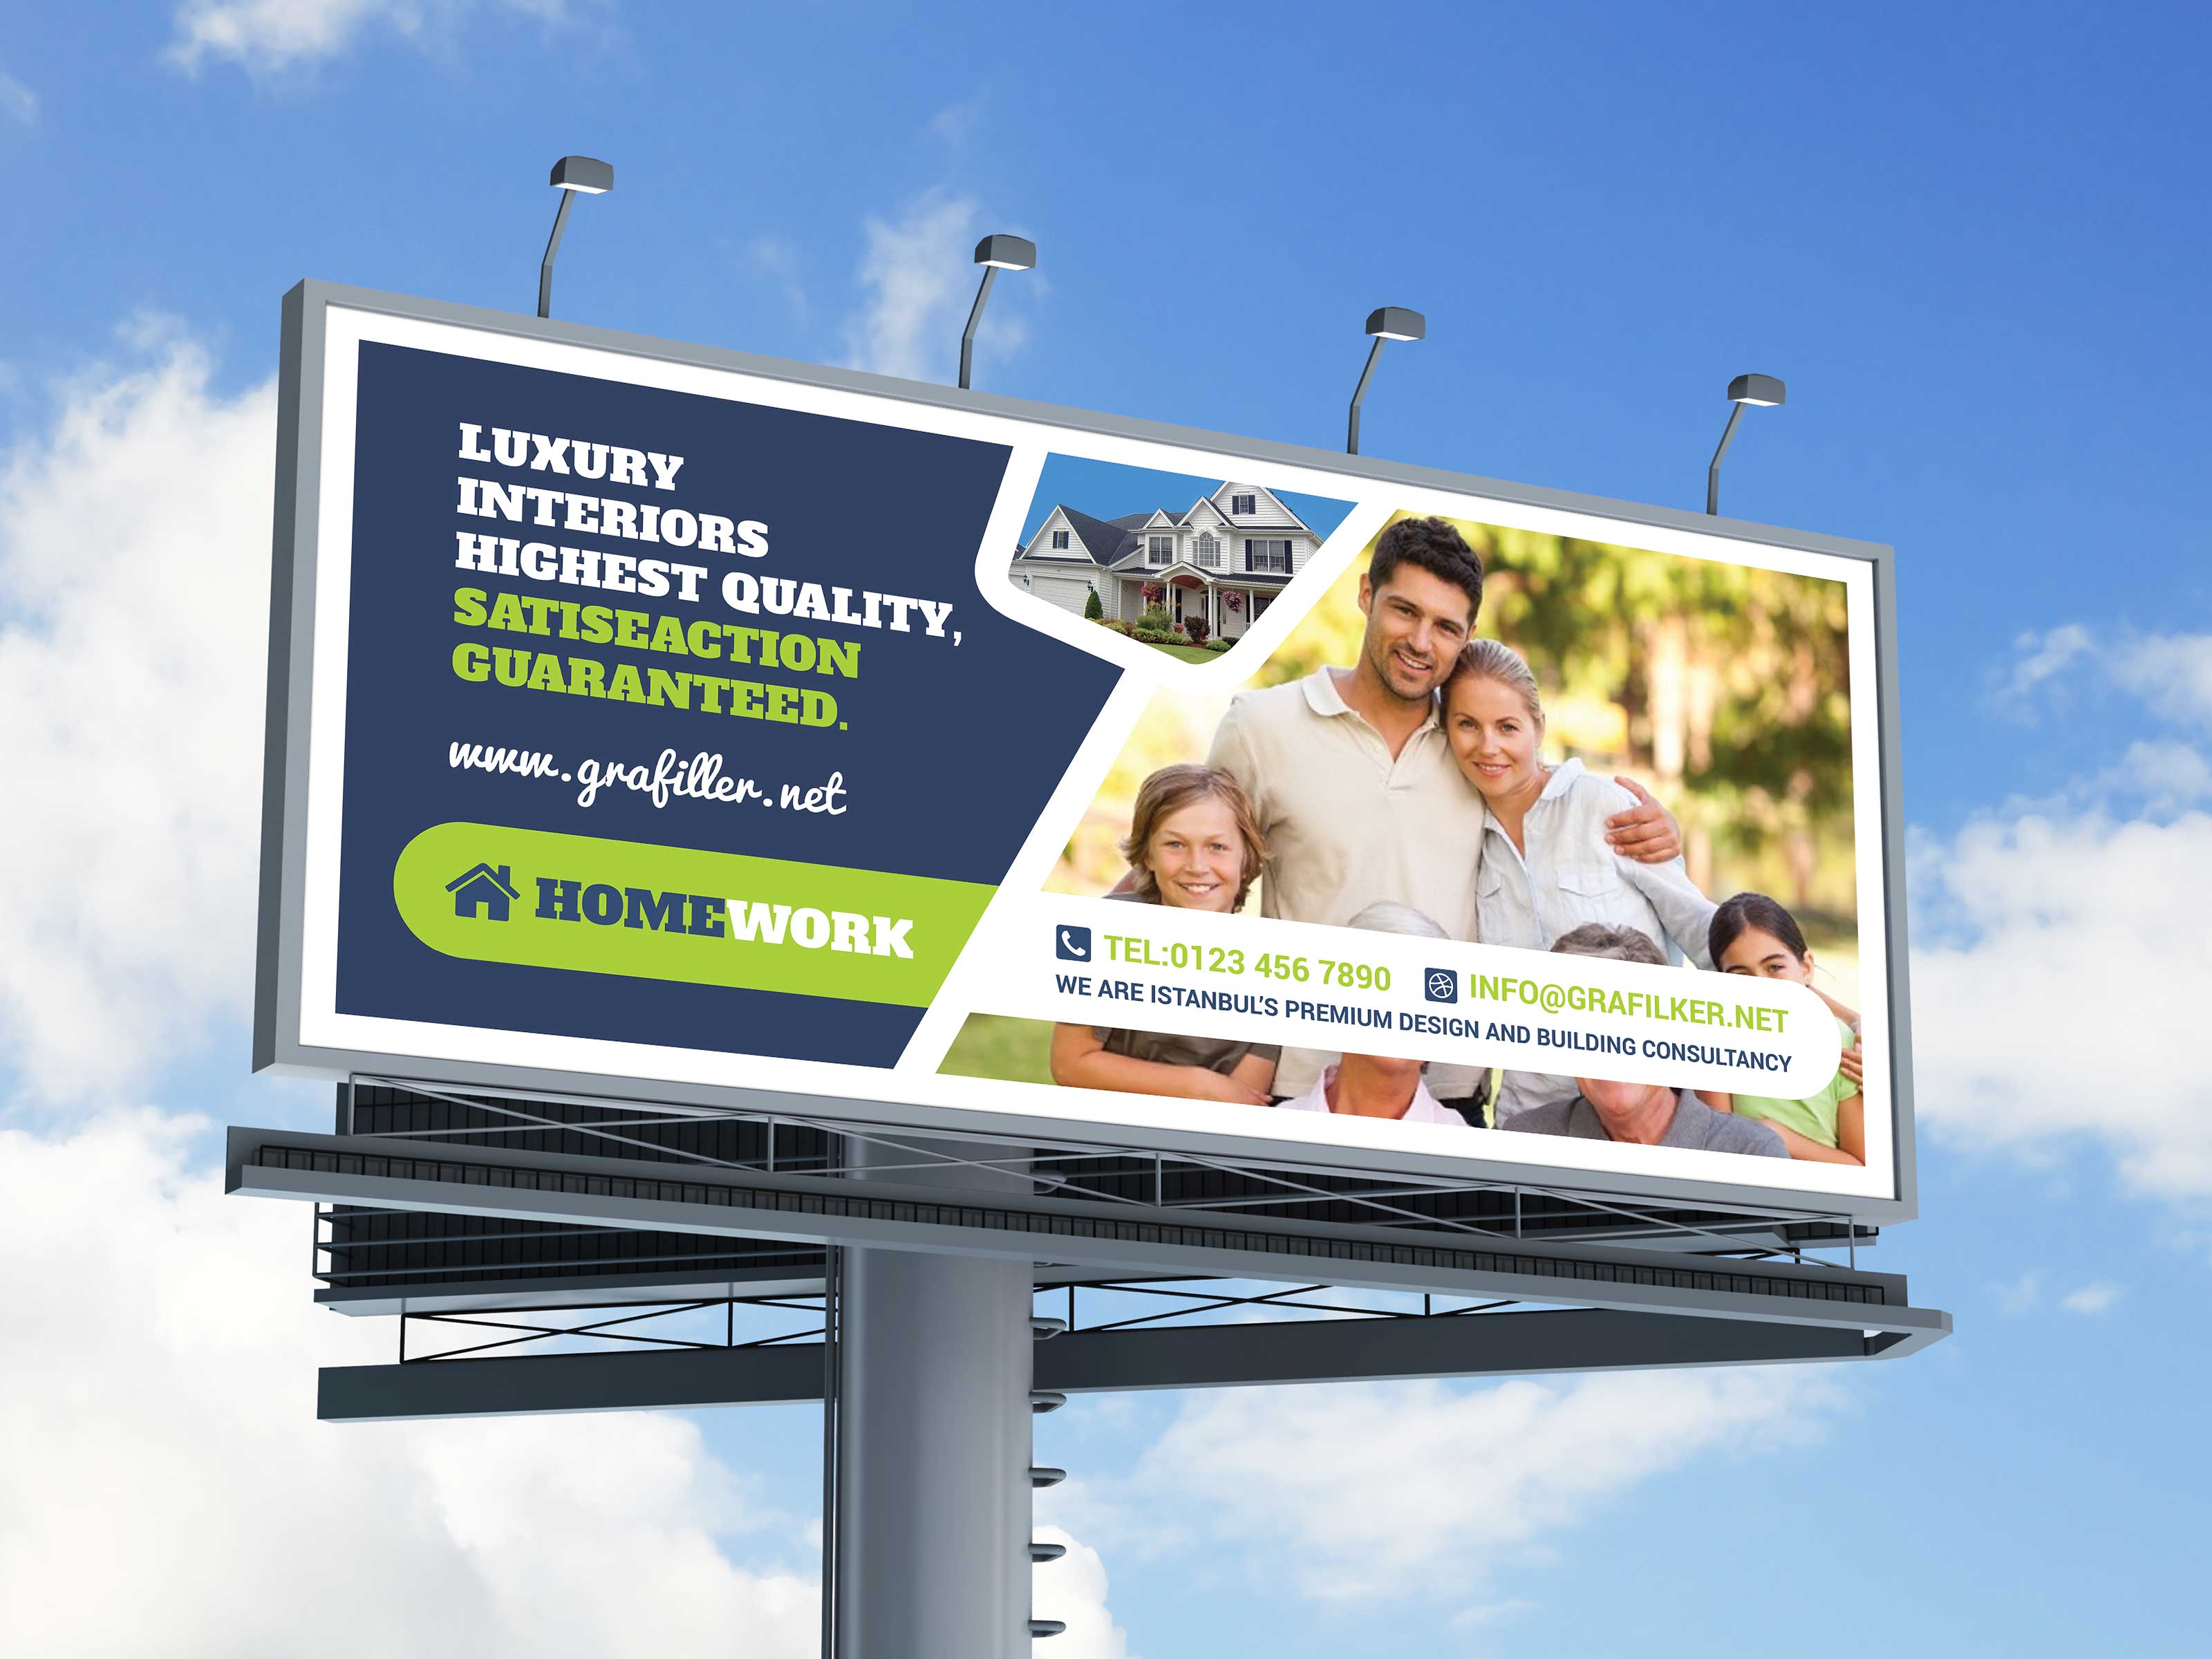 LUXURY
INTERIORS
HIGHEST QUALITY,
SATISEACTION
GUARANTEED.
www.grafiller.net
HOMEWORK
TEL:0123 456 7890
INFO@GRAFILKER.NET
WE ARE ISTANBUL'S PREMIUM DESIGN AND BUILDING CONSULTANCY